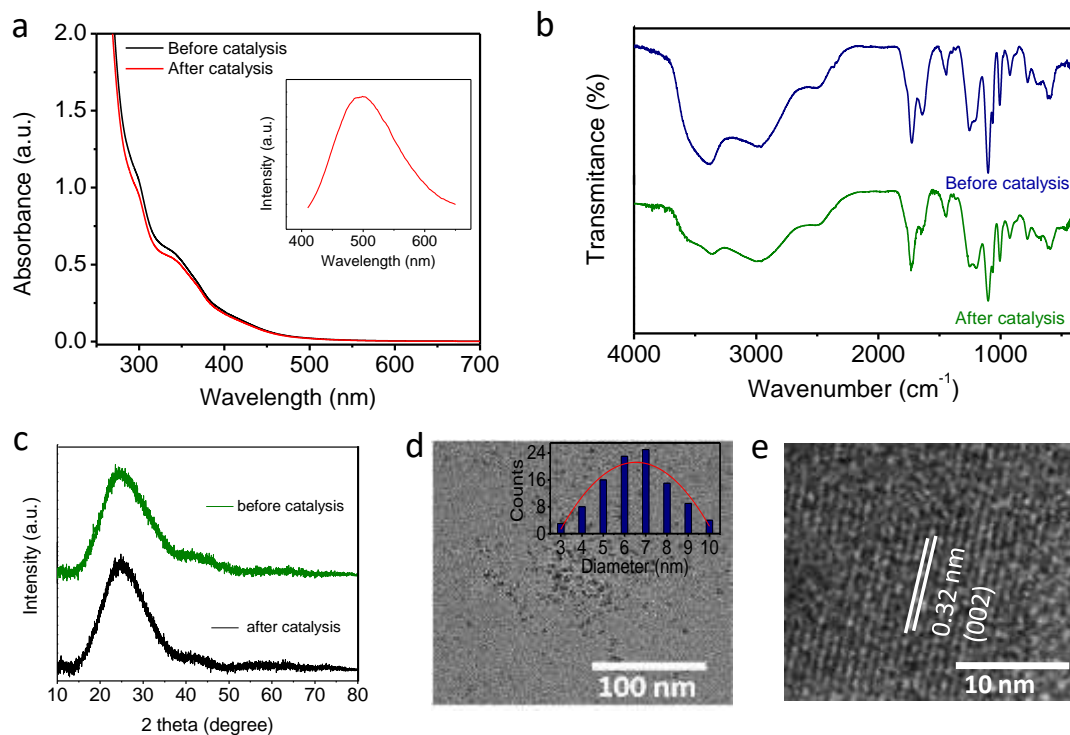 a
2.0
1.5
1.0
0.5
0.0
Absorbance (a.u.)
Before catalysis
After catalysis
Intensity (a.u.)
400 500 600
Wavelength (nm)
300 400 500 600 700
Wavelength (nm)
b
Transmitance (%)
Before catalysis
After catalysis
4000 3000 2000 1000
Wavenumber (cm⁻¹)
c
Intensity (a.u.)
before catalysis
after catalysis
10 20 30 40 50 60 70 80
2 theta (degree)
d
24
16
8
0
Counts
3 4 5 6 7 8 9 10
Diameter (nm)
100 nm
e
0.32 nm
(002)
10 nm